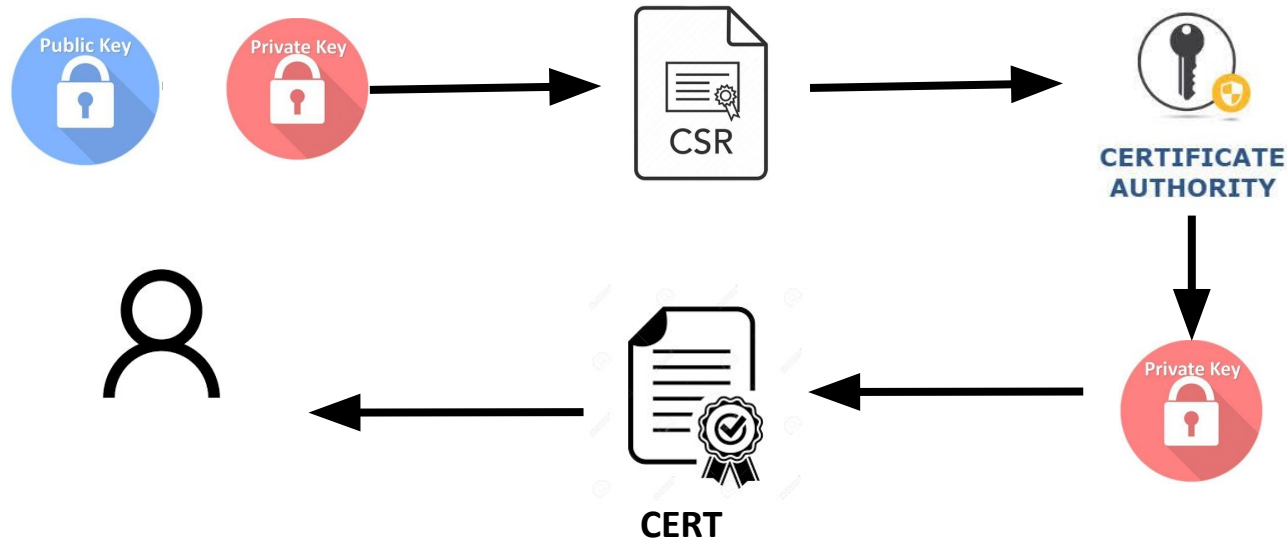 Public Key
Private Key
CSR
CERTIFICATE
AUTHORITY
Private Key
CERT